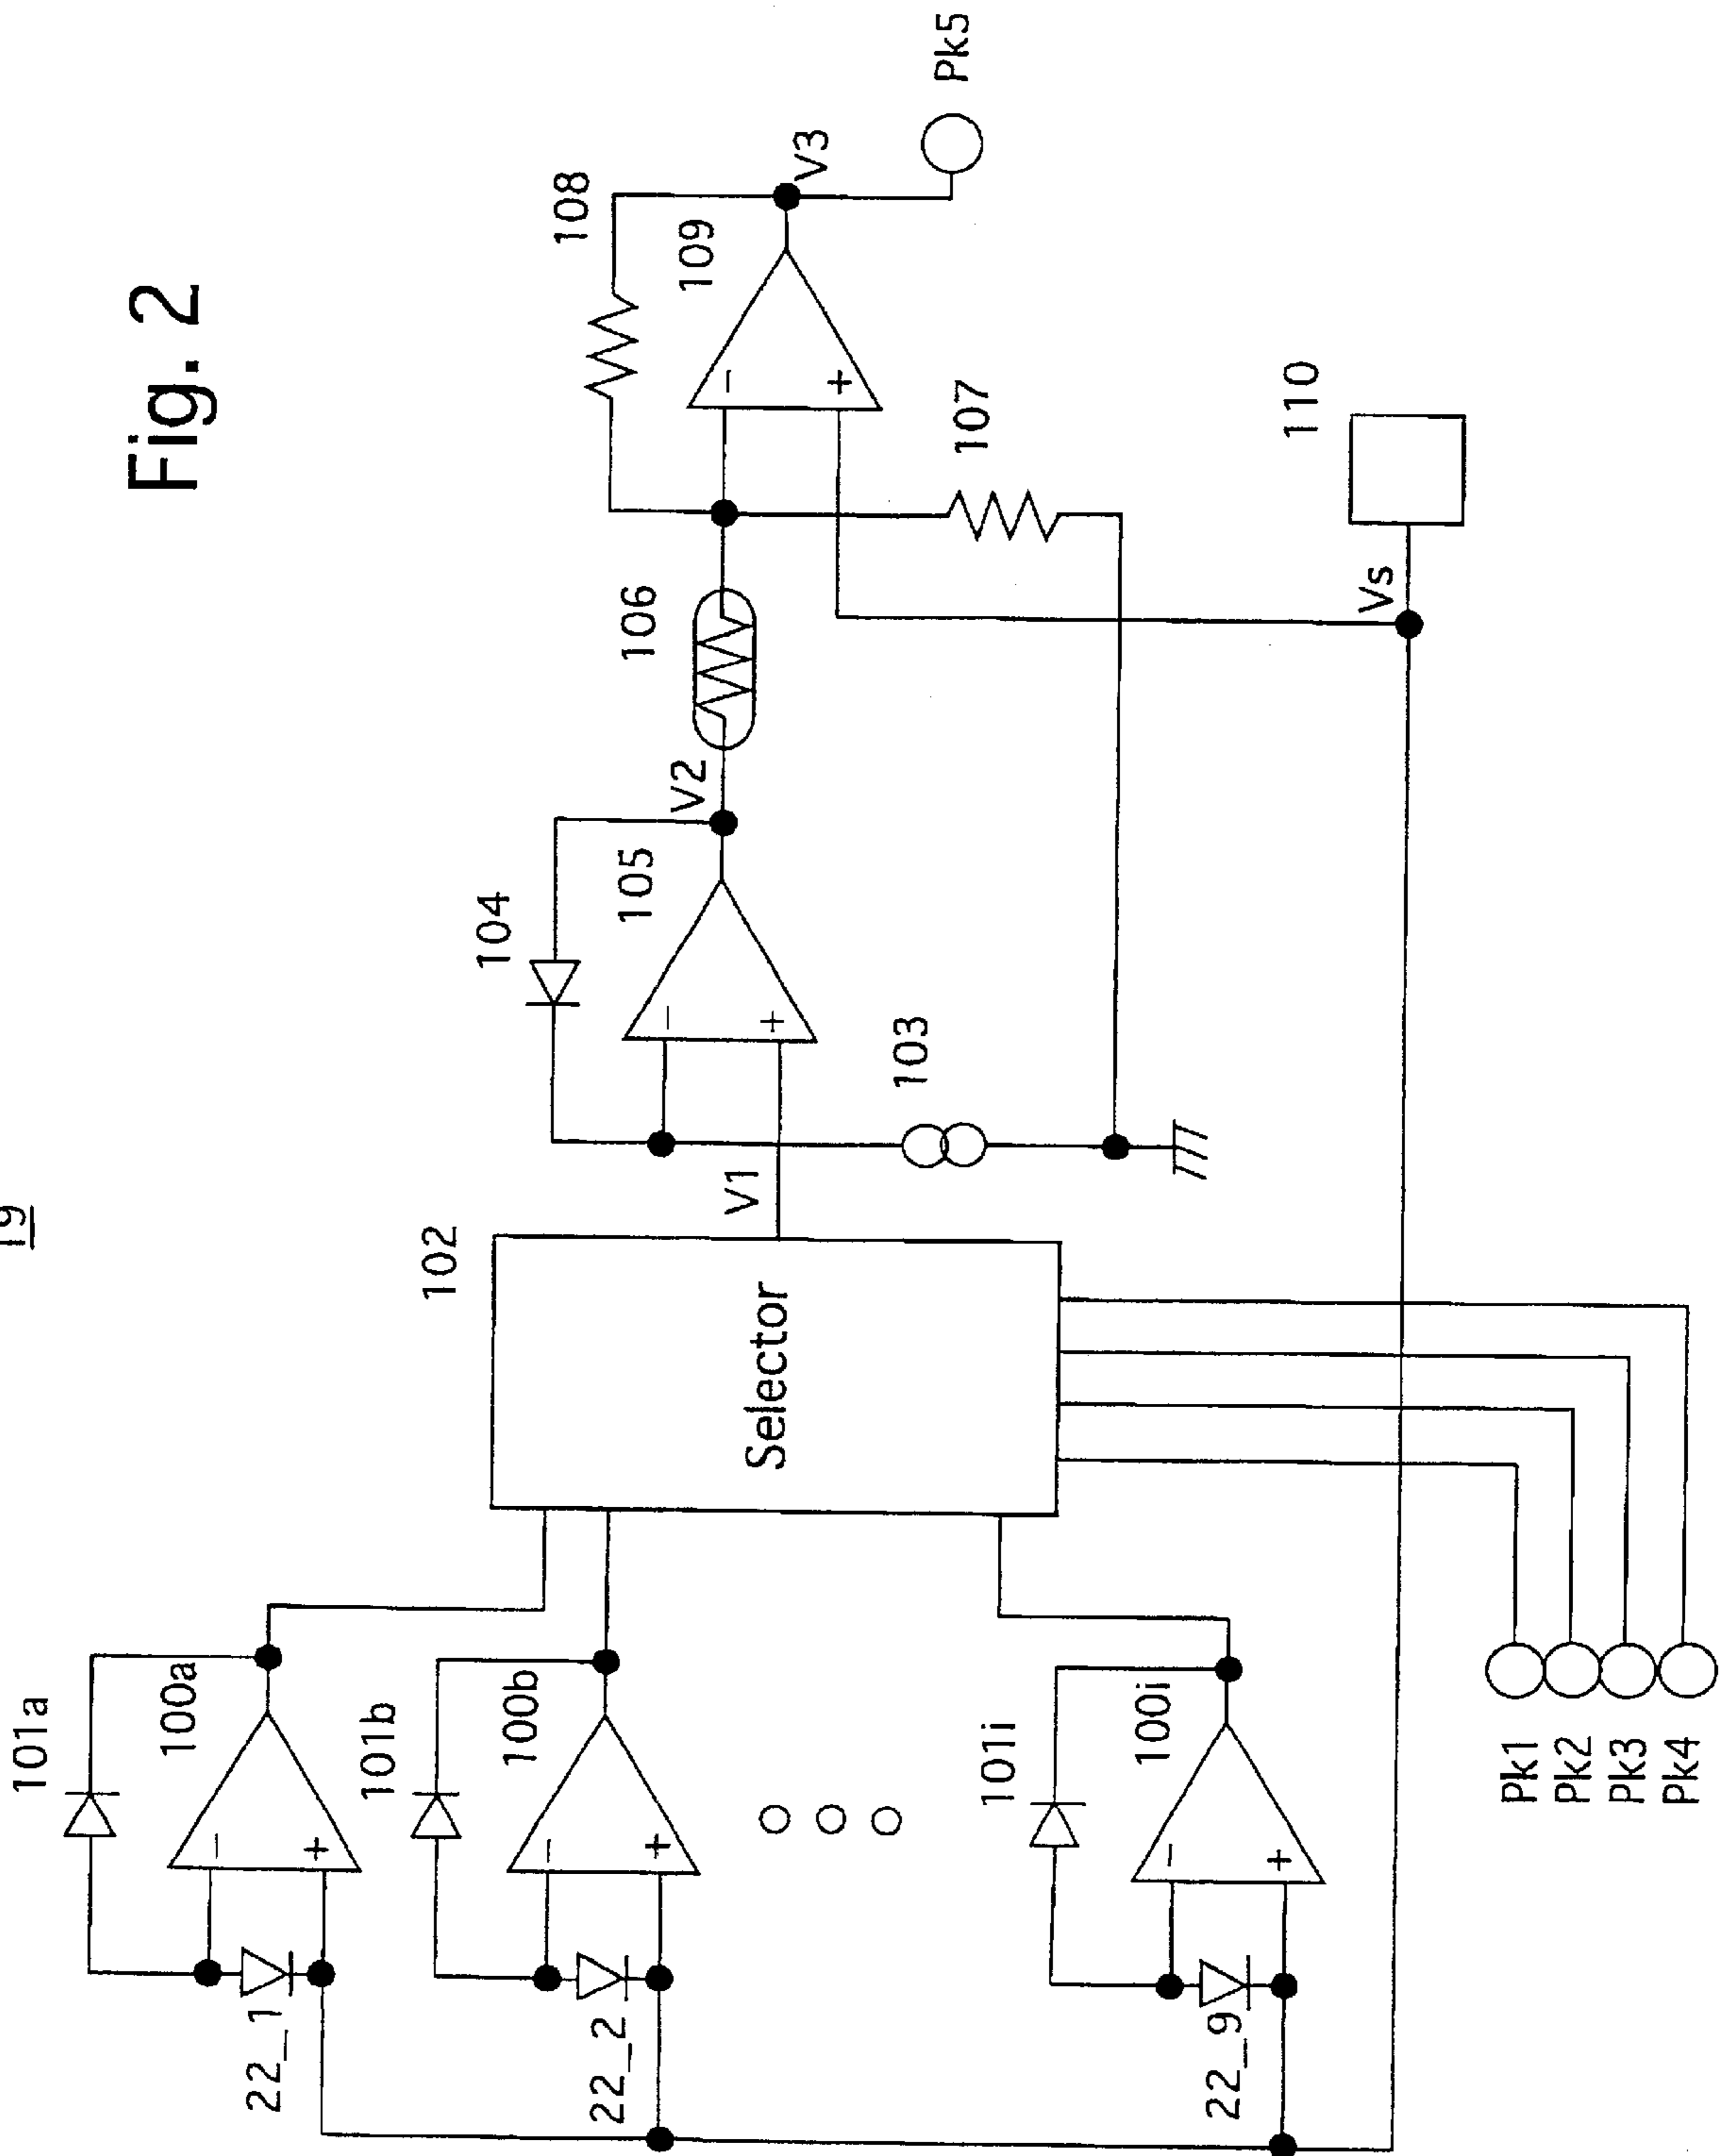 19
Fig. 2
101a
100a
22_1
101b
100b
22_2
101i
100i
22_9
102
Selector
V1
103
104
105
V2
106
107
108
109
V3
Pk5
110
Vs
Pk1
Pk2
Pk3
Pk4
−
+
−
+
−
+
−
+
−
+